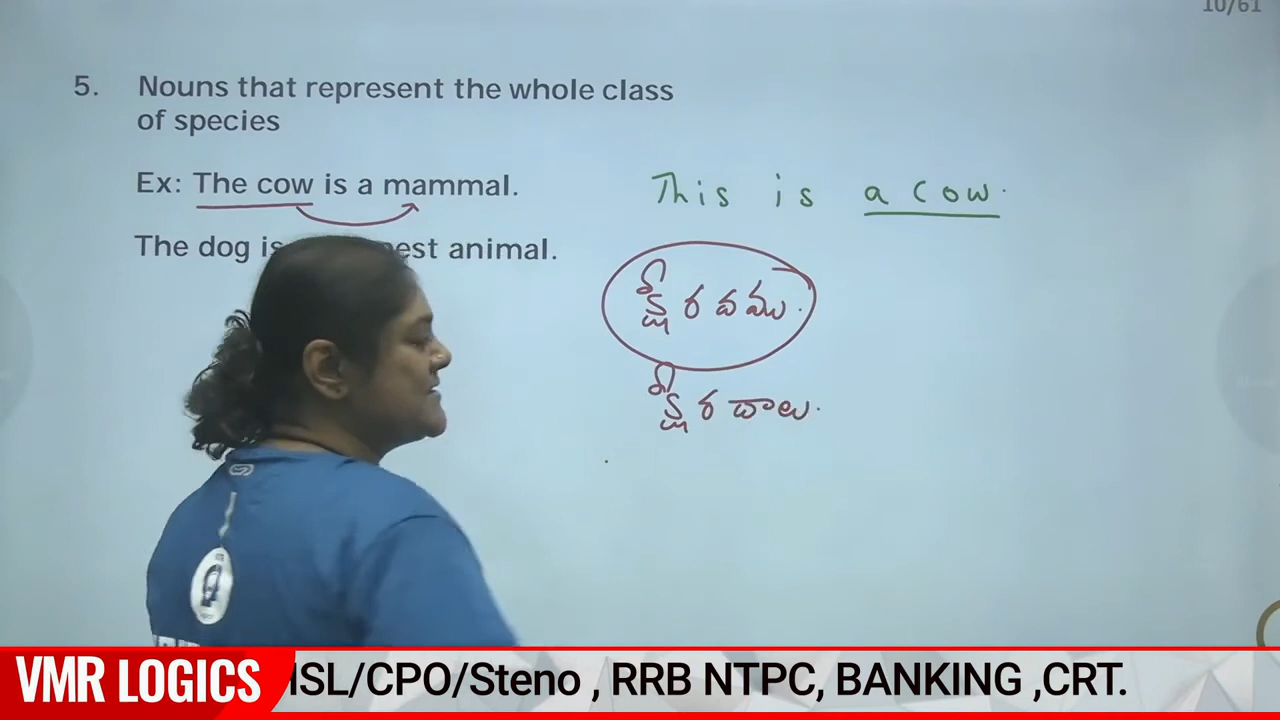 10/61
5. Nouns that represent the whole class
of species
Ex: The cow is a mammal.
This is a cow.
The dog is est animal.
క్షీరదము.
క్షీరదాలు.
VMR LOGICS
HSL/CPO/Steno , RRB NTPC, BANKING ,CRT.